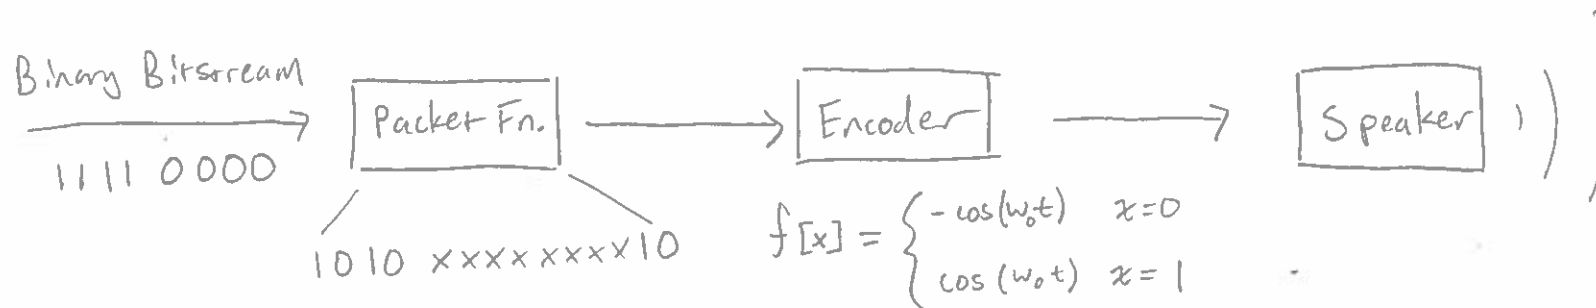 Binary Bitstream
1111 0000
Packet Fn.
1010 xxxxxxxx10
Encoder
f[x] = { -cos(w₀t) x=0
cos(w₀t) x=1
Speaker